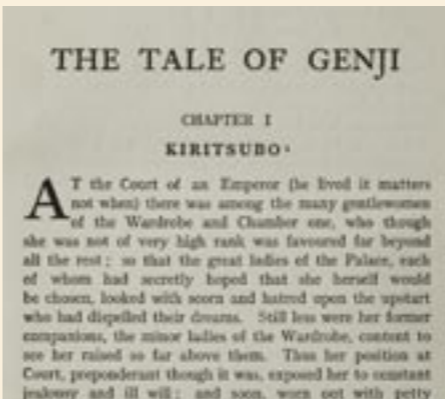 THE TALE OF GENJI
CHAPTER I
KIRITSUBO¹
AT the Court of an Emperor (he lived it matters
not when) there was among the many gentlewomen
of the Wardrobe and Chamber one, who though
she was not of very high rank was favoured far beyond
all the rest; so that the great ladies of the Palace, each
of whom had secretly hoped that she herself would
be chosen, looked with scorn and hatred upon the upstart
who had dispelled their dreams. Still less were her former
companions, the minor ladies of the Wardrobe, content to
see her raised so far above them. Thus her position at
Court, preponderant though it was, exposed her to constant
jealousy and ill will; and soon, worn out with petty